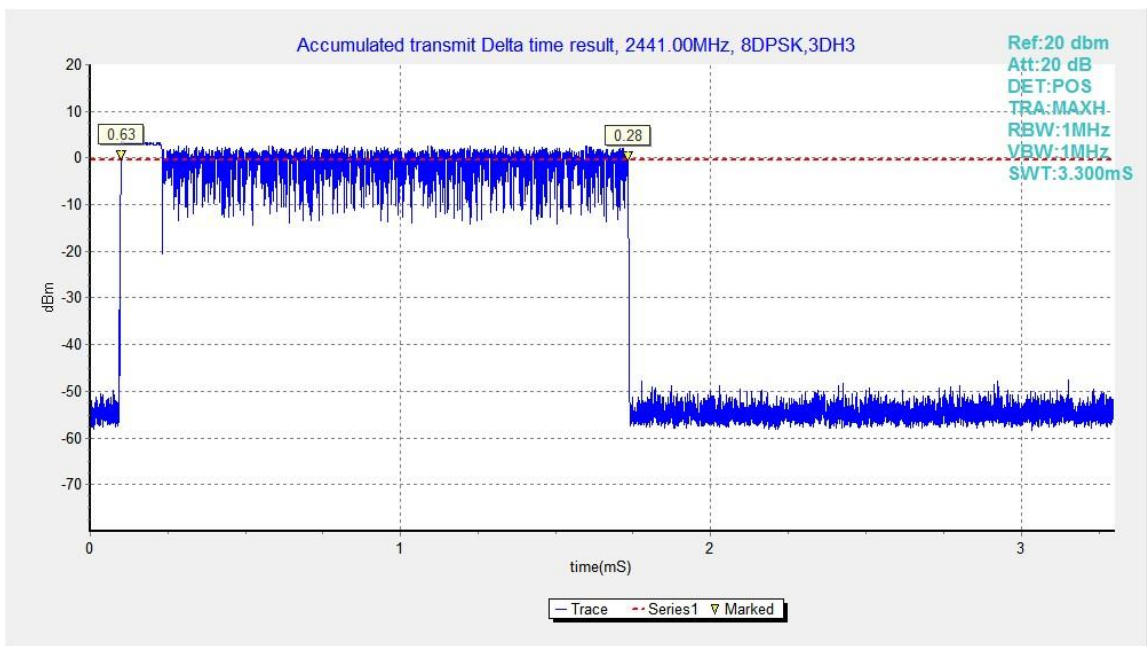 Accumulated transmit Delta time result, 2441.00MHz, 8DPSK,3DH3
Ref:20 dbm
Att:20 dB
DET:POS
TRA:MAXH
RBW:1MHz
VBW:1MHz
SWT:3.300mS
20
10
0
-10
-20
-30
-40
-50
-60
-70
dBm
0.63
0.28
0
1
2
3
time(mS)
Trace Series1 Marked